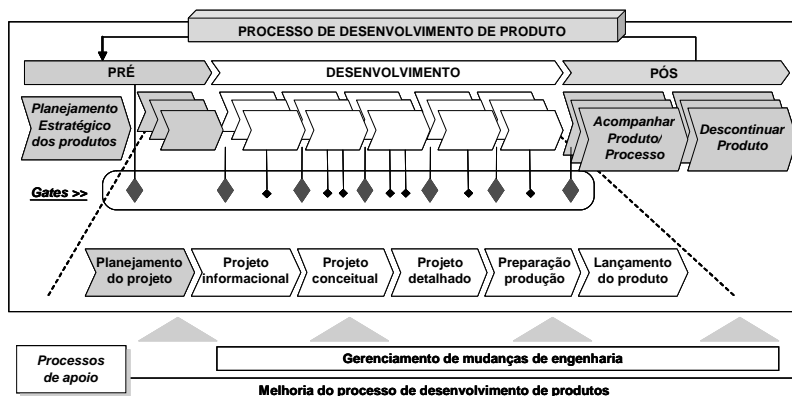 PROCESSO DE DESENVOLVIMENTO DE PRODUTO
PRÉ
DESENVOLVIMENTO
PÓS
Planejamento
Estratégico
dos produtos
Acompanhar
Produto/
Processo
Descontinuar
Produto
Gates >>
Planejamento
do projeto
Projeto
informacional
Projeto
conceitual
Projeto
detalhado
Preparação
produção
Lançamento
do produto
Processos
de apoio
Gerenciamento de mudanças de engenharia
Melhoria do processo de desenvolvimento de produtos